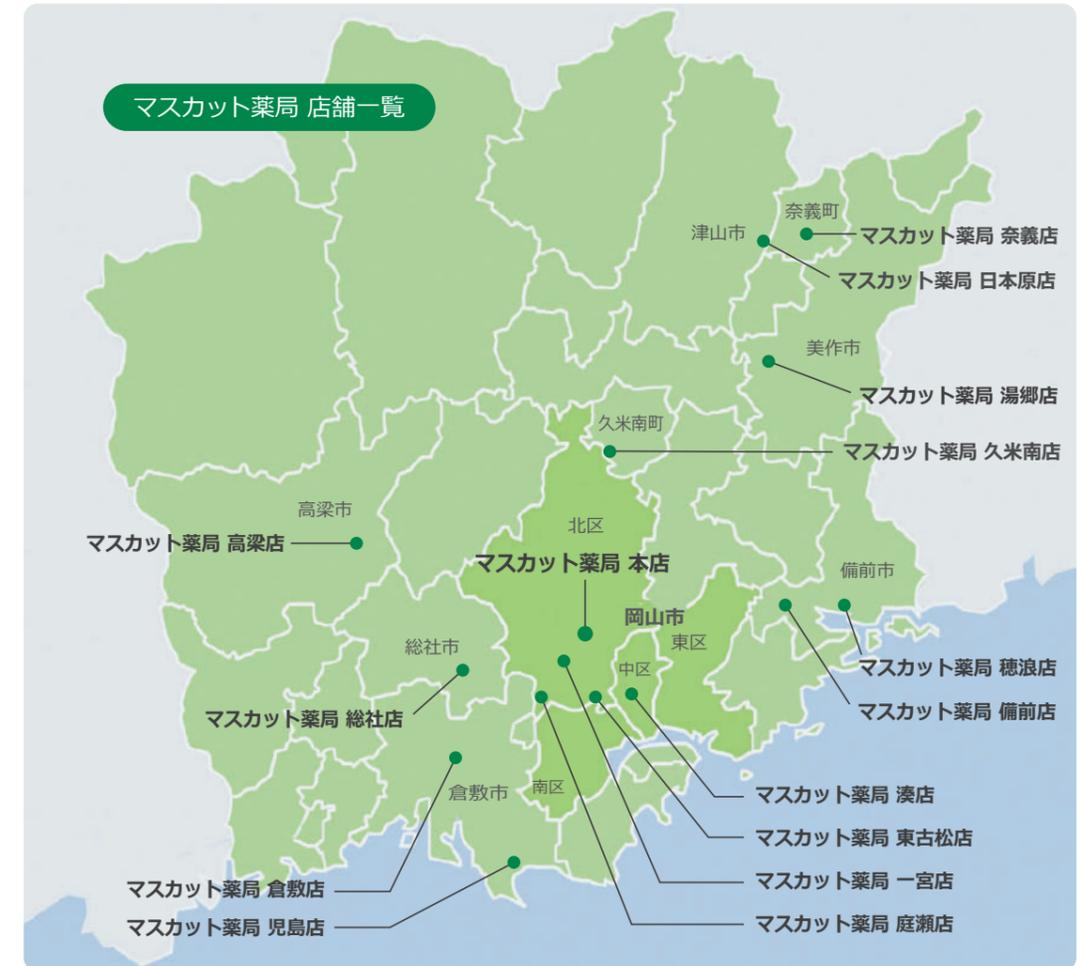 マスカット薬局 店舗一覧
奈義町
津山市
マスカット薬局 奈義店
マスカット薬局 日本原店
美作市
マスカット薬局 湯郷店
久米南町
マスカット薬局 久米南店
高梁市
北区
マスカット薬局 高梁店
マスカット薬局 本店
備前市
岡山市
東区
総社市
中区
マスカット薬局 穂浪店
マスカット薬局 総社店
マスカット薬局 備前店
倉敷市
南区
マスカット薬局 湊店
マスカット薬局 東古松店
マスカット薬局 倉敷店
マスカット薬局 一宮店
マスカット薬局 児島店
マスカット薬局 庭瀬店